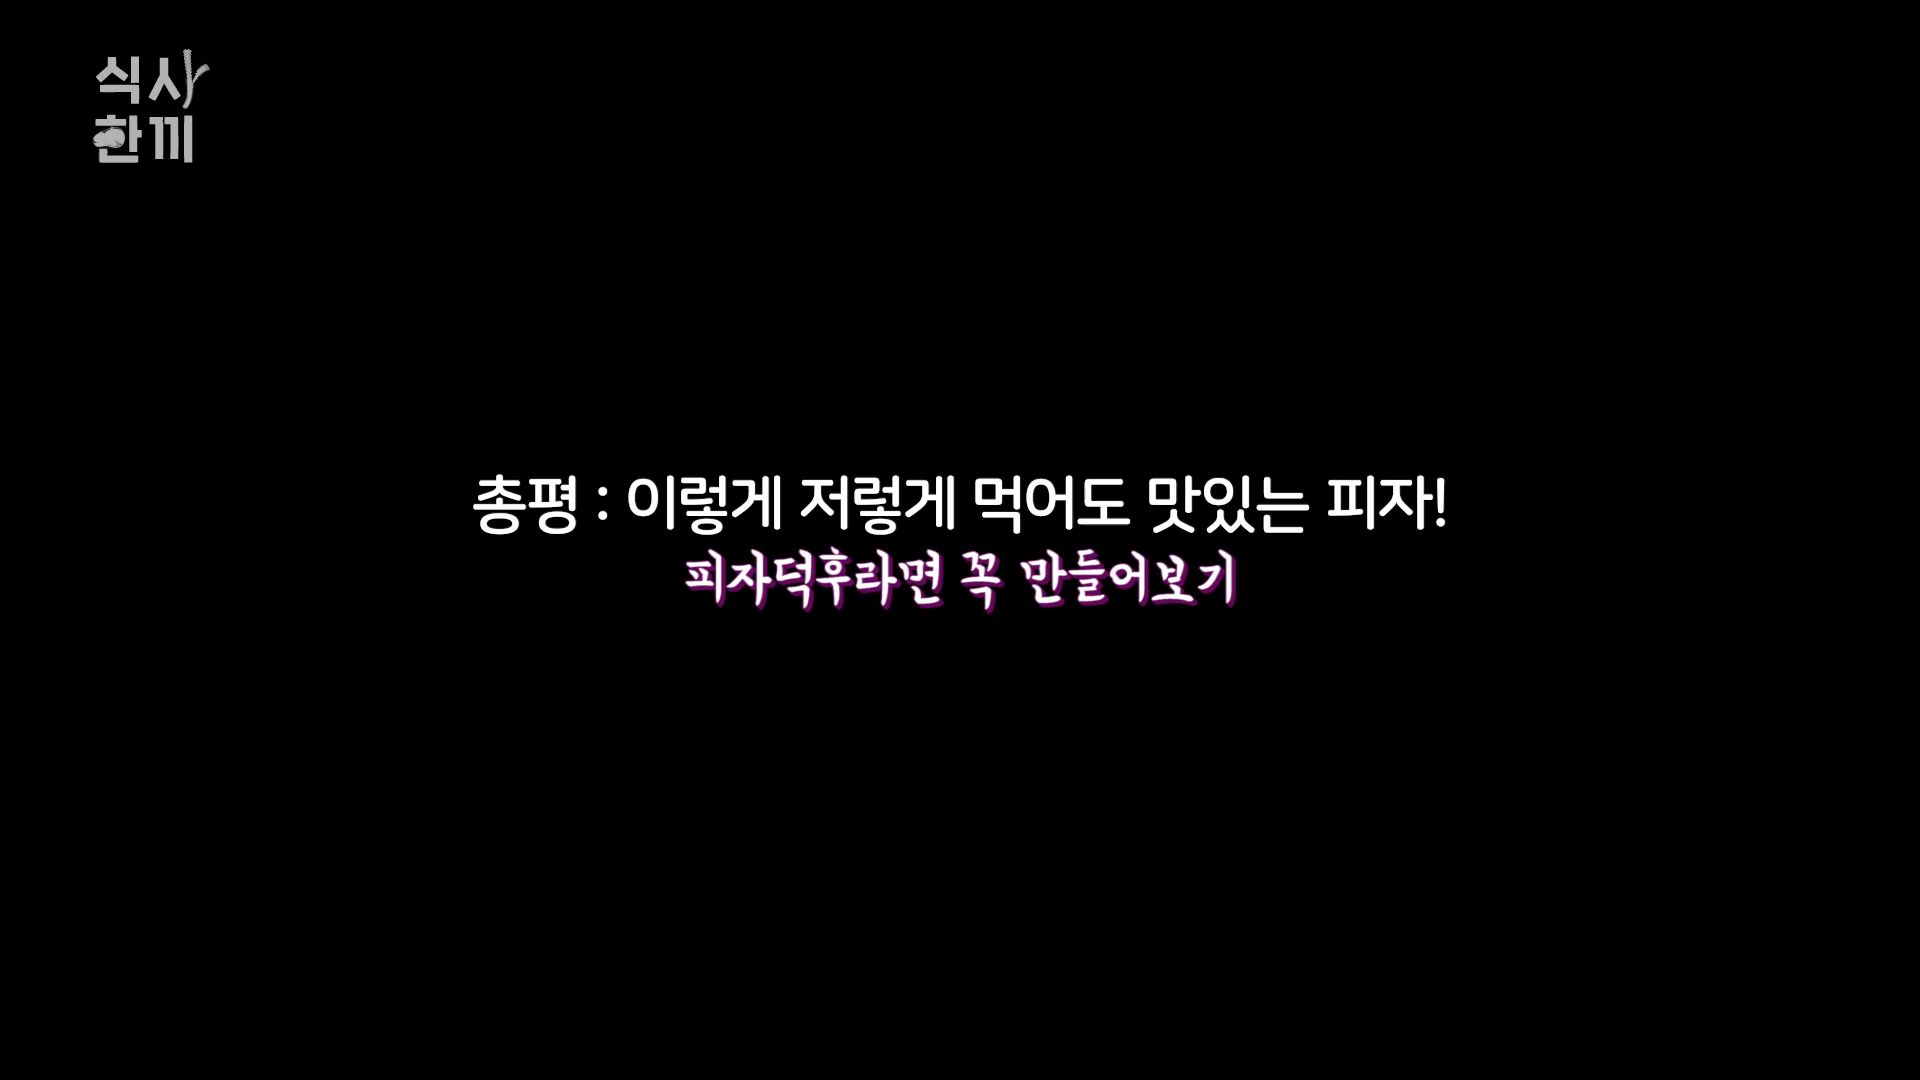 식사
한끼
총평 : 이렇게 저렇게 먹어도 맛있는 피자!
피자덕후라면 꼭 만들어보기